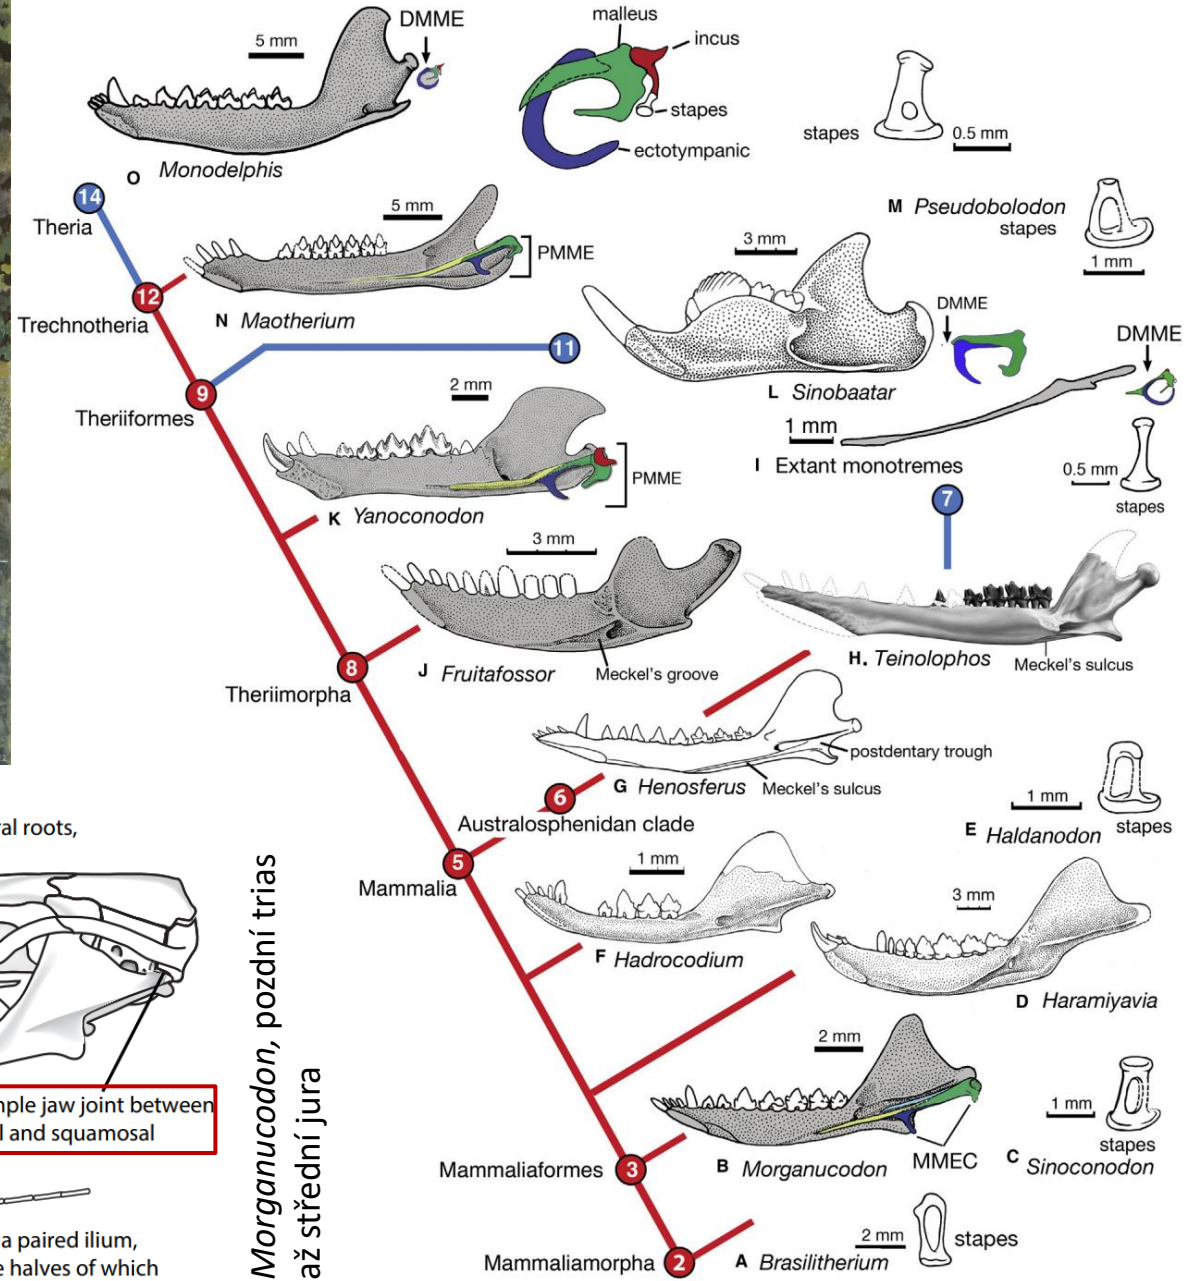 DMME
malleus
5 mm
incus
stapes
stapes
0.5 mm
ectotympanic
O Monodelphis
14
Theria
5 mm
M Pseudobolodon
stapes
PMME
3 mm
1 mm
12
Trechnotheria
N Maotherium
DMME
DMME
11
9
Theriiformes
2 mm
L Sinobaatar
1 mm
I Extant monotremes
0.5 mm
stapes
PMME
K Yanoconodon
7
3 mm
8
Theriimorpha
J Fruitafossor
Meckel's groove
H. Teinolophos
Meckel's sulcus
postdentary trough
G Henosferus
Meckel's sulcus
6
Australosphenidan clade
1 mm
E Haldanodon
stapes
5
Mammalia
1 mm
3 mm
F Hadrocodium
D Haramiyavia
2 mm
1 mm
stapes
C Sinoconodon
3
Mammaliaformes
B Morganucodon
MMEC
2
Mammaliamorpha
A Brasilitherium
2 mm
stapes
al roots,
jaw joint between
and squamosal
a paired ilium,
halves of which
Morganucodon, pozdní trias
až střední jura